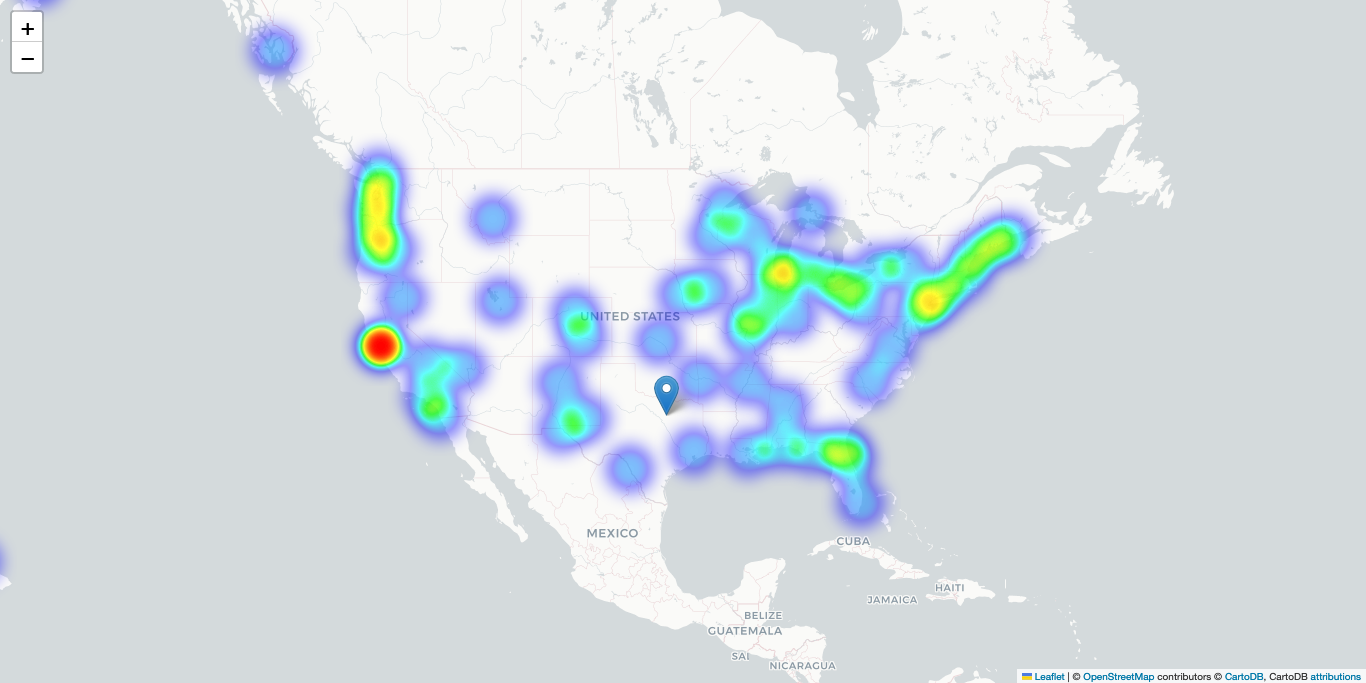 +
−
UNITED STATES
MEXICO
CUBA
HAITI
JAMAICA
BELIZE
GUATEMALA
SAL
NICARAGUA
Leaflet | © OpenStreetMap contributors © CartoDB, CartoDB attributions